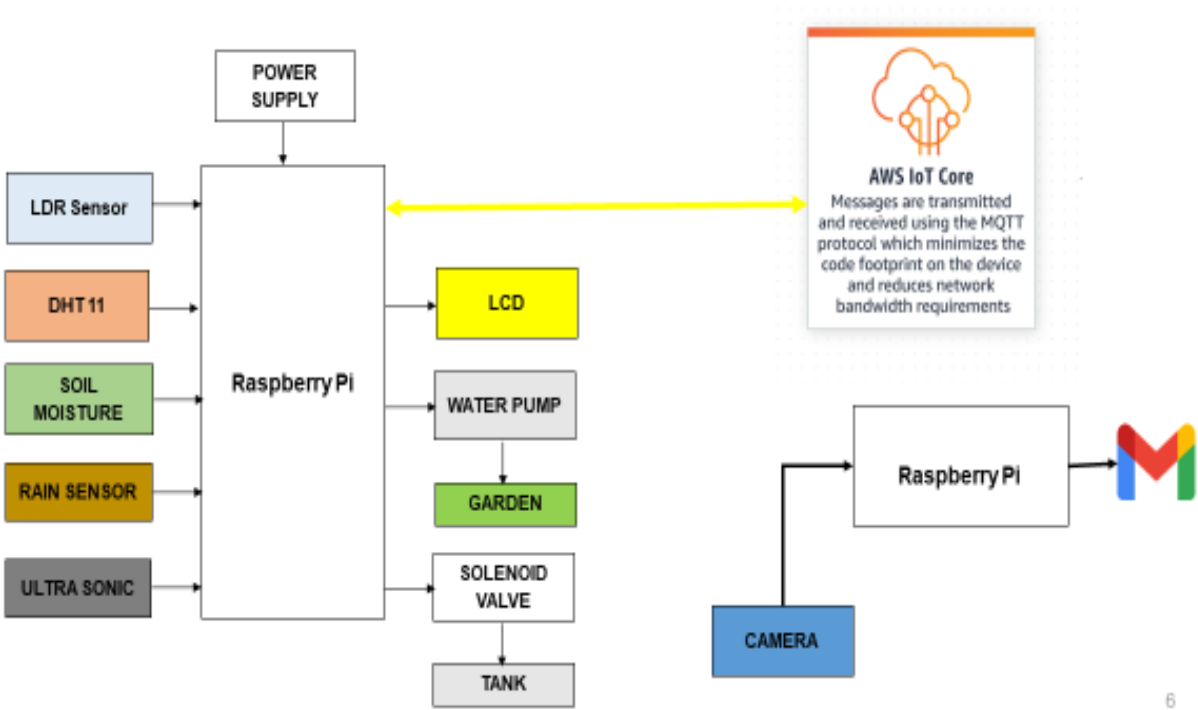 POWER
SUPPLY
LDR Sensor
DHT 11
SOIL
MOISTURE
RAIN SENSOR
ULTRA SONIC
Raspberry Pi
LCD
WATER PUMP
GARDEN
SOLENOID
VALVE
TANK
AWS IoT Core
Messages are transmitted
and received using the MQTT
protocol which minimizes the
code footprint on the device
and reduces network
bandwidth requirements
Raspberry Pi
CAMERA
6